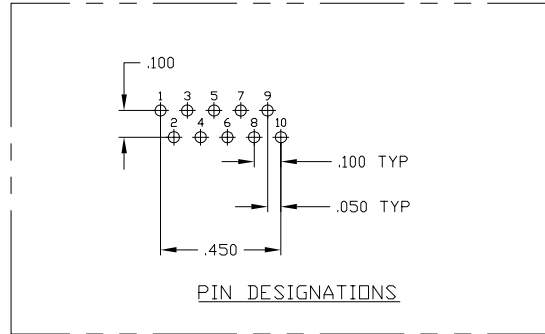 .100
1 3 5 7 9
2 4 6 8 10
.100 TYP
.050 TYP
.450
PIN DESIGNATIONS